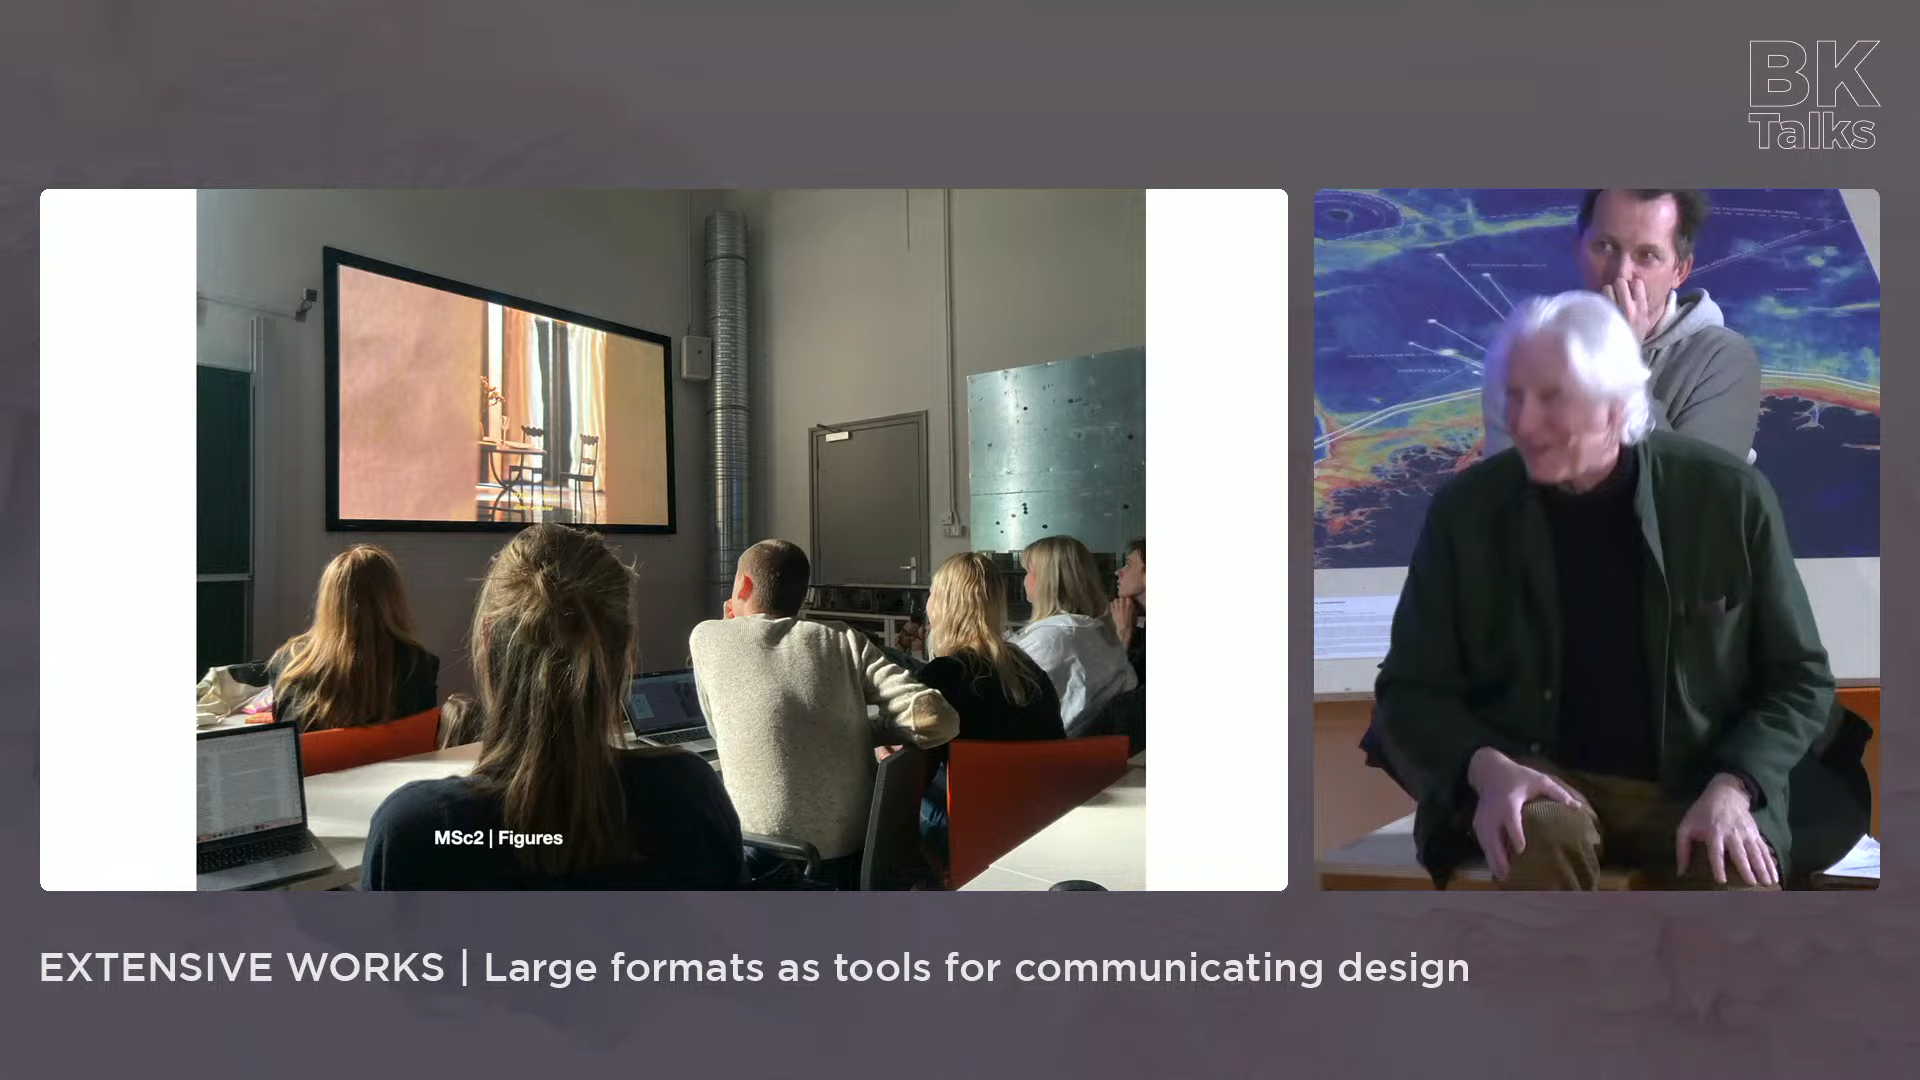 BK
Talks
MSc2 | Figures
EXTENSIVE WORKS | Large formats as tools for communicating design